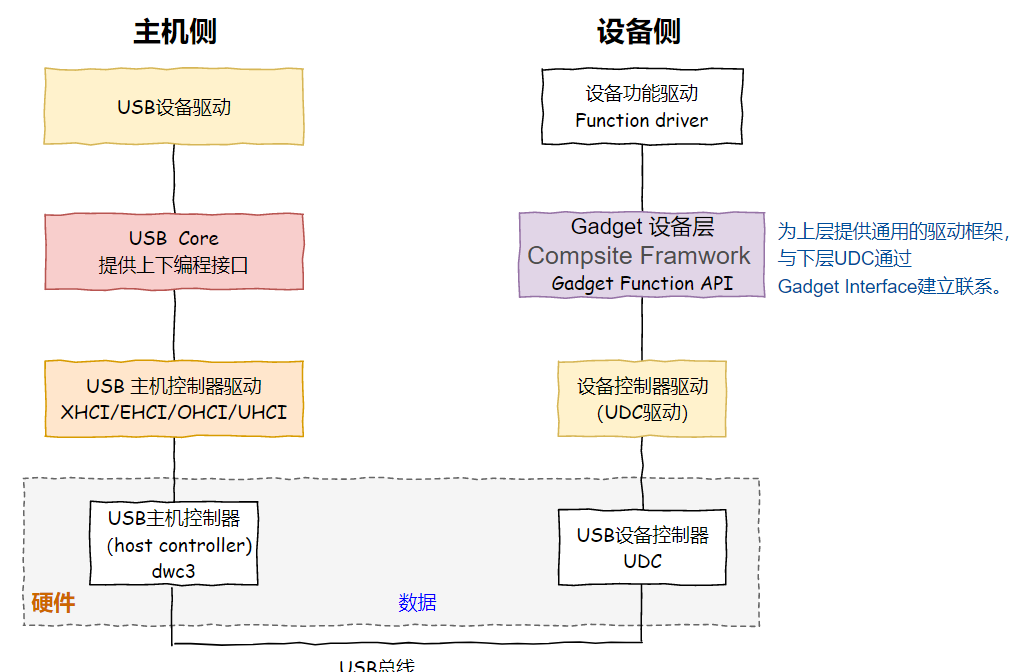 主机侧
设备侧
USB设备驱动
设备功能驱动
Function driver
USB Core
提供上下编程接口
Gadget 设备层
Compsite Framwork
Gadget Function API
为上层提供通用的驱动框架，
与下层UDC通过
Gadget Interface建立联系。
USB 主机控制器驱动
XHCI/EHCI/OHCI/UHCI
设备控制器驱动
(UDC驱动)
USB主机控制器
(host controller)
dwc3
USB设备控制器
UDC
硬件
数据
USB总线